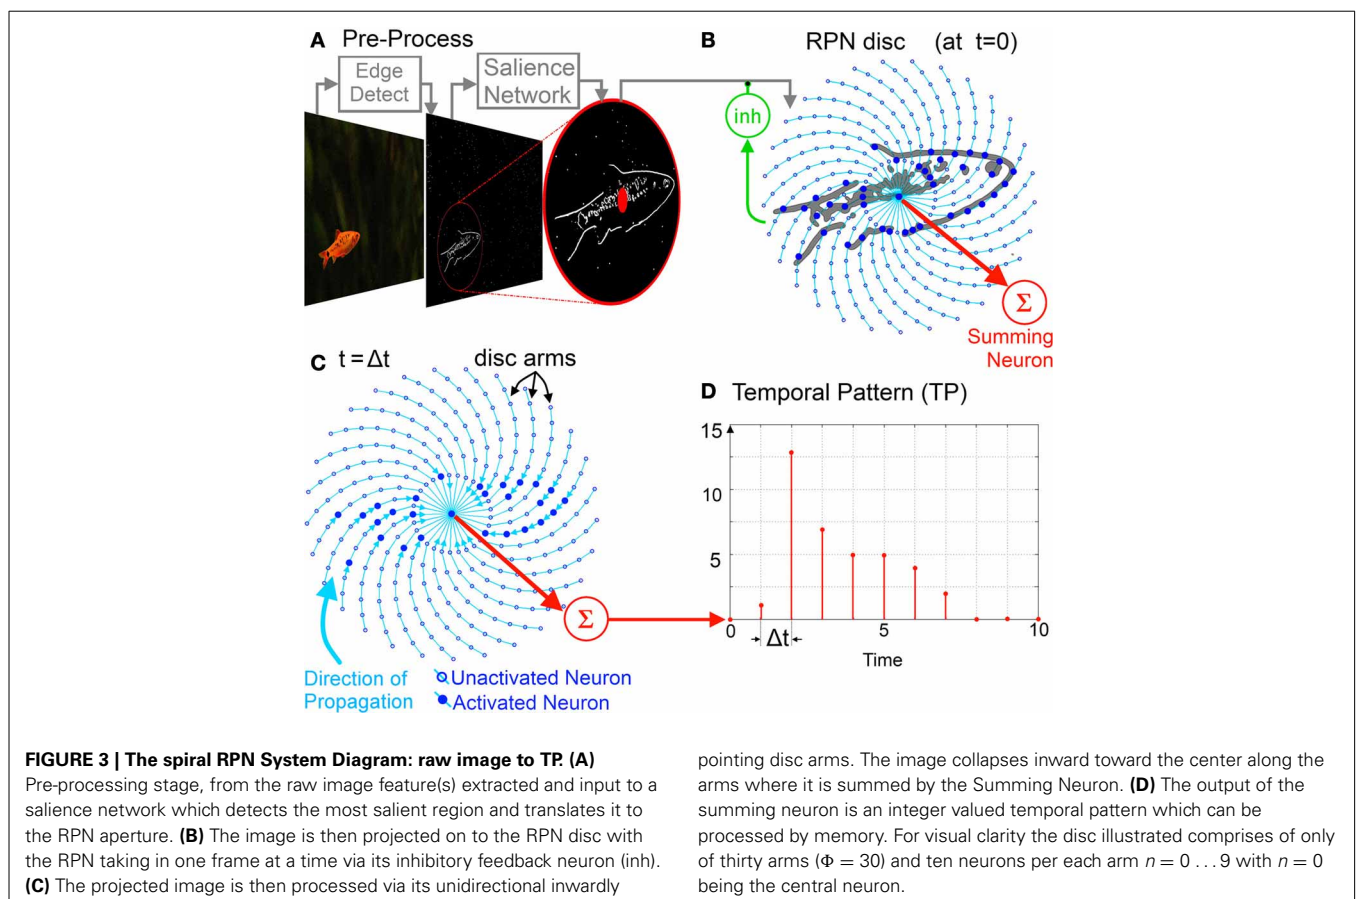 A Pre-Process
Edge
Detect
Salience
Network
B RPN disc (at t=0)
inh
Σ
Summing
Neuron
C t = Δt
disc arms
Σ
Direction of
Propagation
Unactivated Neuron
Activated Neuron
D Temporal Pattern (TP)
15
10
5
0 5 10
Δt
Time
FIGURE 3 | The spiral RPN System Diagram: raw image to TP. (A)
Pre-processing stage, from the raw image feature(s) extracted and input to a
salience network which detects the most salient region and translates it to
the RPN aperture. (B) The image is then projected on to the RPN disc with
the RPN taking in one frame at a time via its inhibitory feedback neuron (inh).
(C) The projected image is then processed via its unidirectional inwardly
pointing disc arms. The image collapses inward toward the center along the
arms where it is summed by the Summing Neuron. (D) The output of the
summing neuron is an integer valued temporal pattern which can be
processed by memory. For visual clarity the disc illustrated comprises of only
of thirty arms (Φ = 30) and ten neurons per each arm n = 0 . . . 9 with n = 0
being the central neuron.